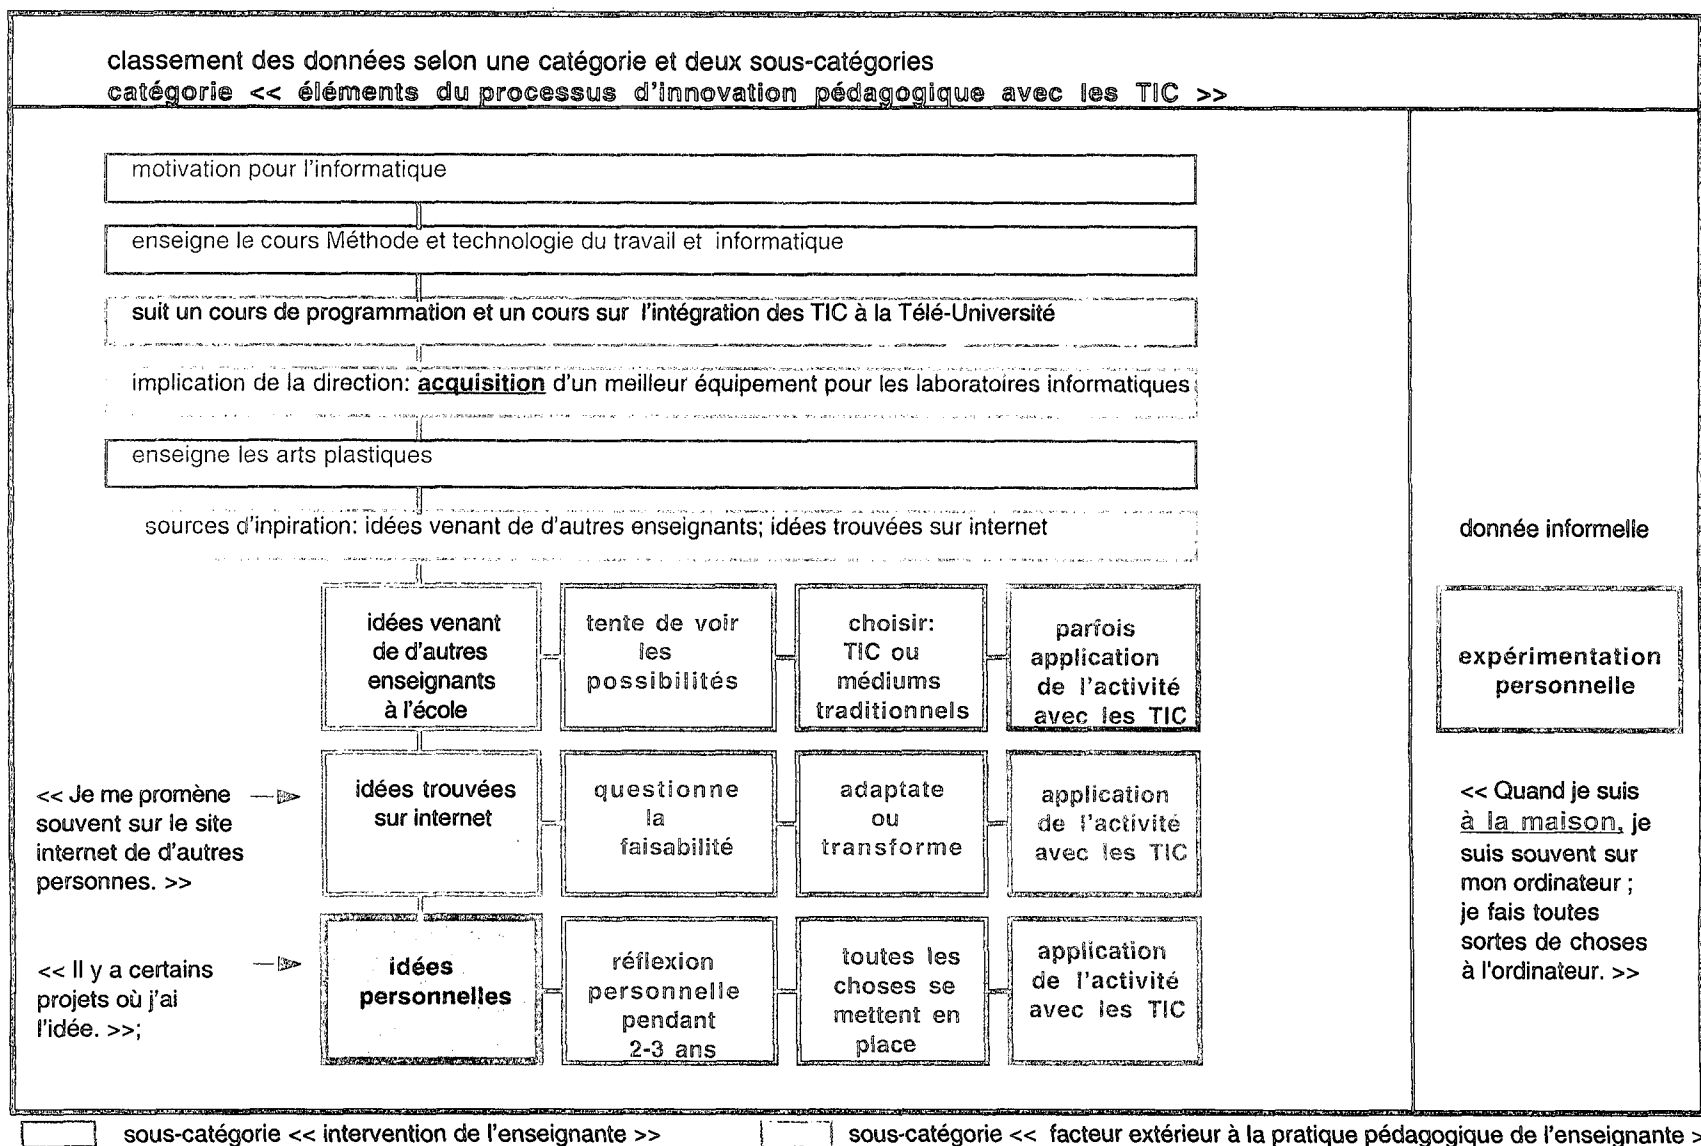 classement des données selon une catégorie et deux sous-catégories
catégorie << éléments du processus d'innovation pédagogique avec les TIC >>
motivation pour l'informatique
enseigne le cours Méthode et technologie du travail et informatique
suit un cours de programmation et un cours sur l'intégration des TIC à la Télé-Université
implication de la direction: acquisition d'un meilleur équipement pour les laboratoires informatiques
enseigne les arts plastiques
sources d'inpiration: idées venant de d'autres enseignants; idées trouvées sur internet
idées venant
de d'autres
enseignants
à l'école
tente de voir
les
possibilités
choisir:
TIC ou
médiums
traditionnels
parfois
application
de l'activité
avec les TIC
<< Je me promène
souvent sur le site
internet de d'autres
personnes. >>
idées trouvées
sur internet
questionne
la
faisabilité
adaptate
ou
transforme
application
de l'activité
avec les TIC
<< Il y a certains
projets où j'ai
l'idée. >>;
idées
personnelles
réflexion
personnelle
pendant
2-3 ans
toutes les
choses se
mettent en
place
application
de l'activité
avec les TIC
donnée informelle
expérimentation
personnelle
<< Quand je suis
à la maison, je
suis souvent sur
mon ordinateur ;
je fais toutes
sortes de choses
à l'ordinateur. >>
sous-catégorie << intervention de l'enseignante >>
sous-catégorie << facteur extérieur à la pratique pédagogique de l'enseignante >